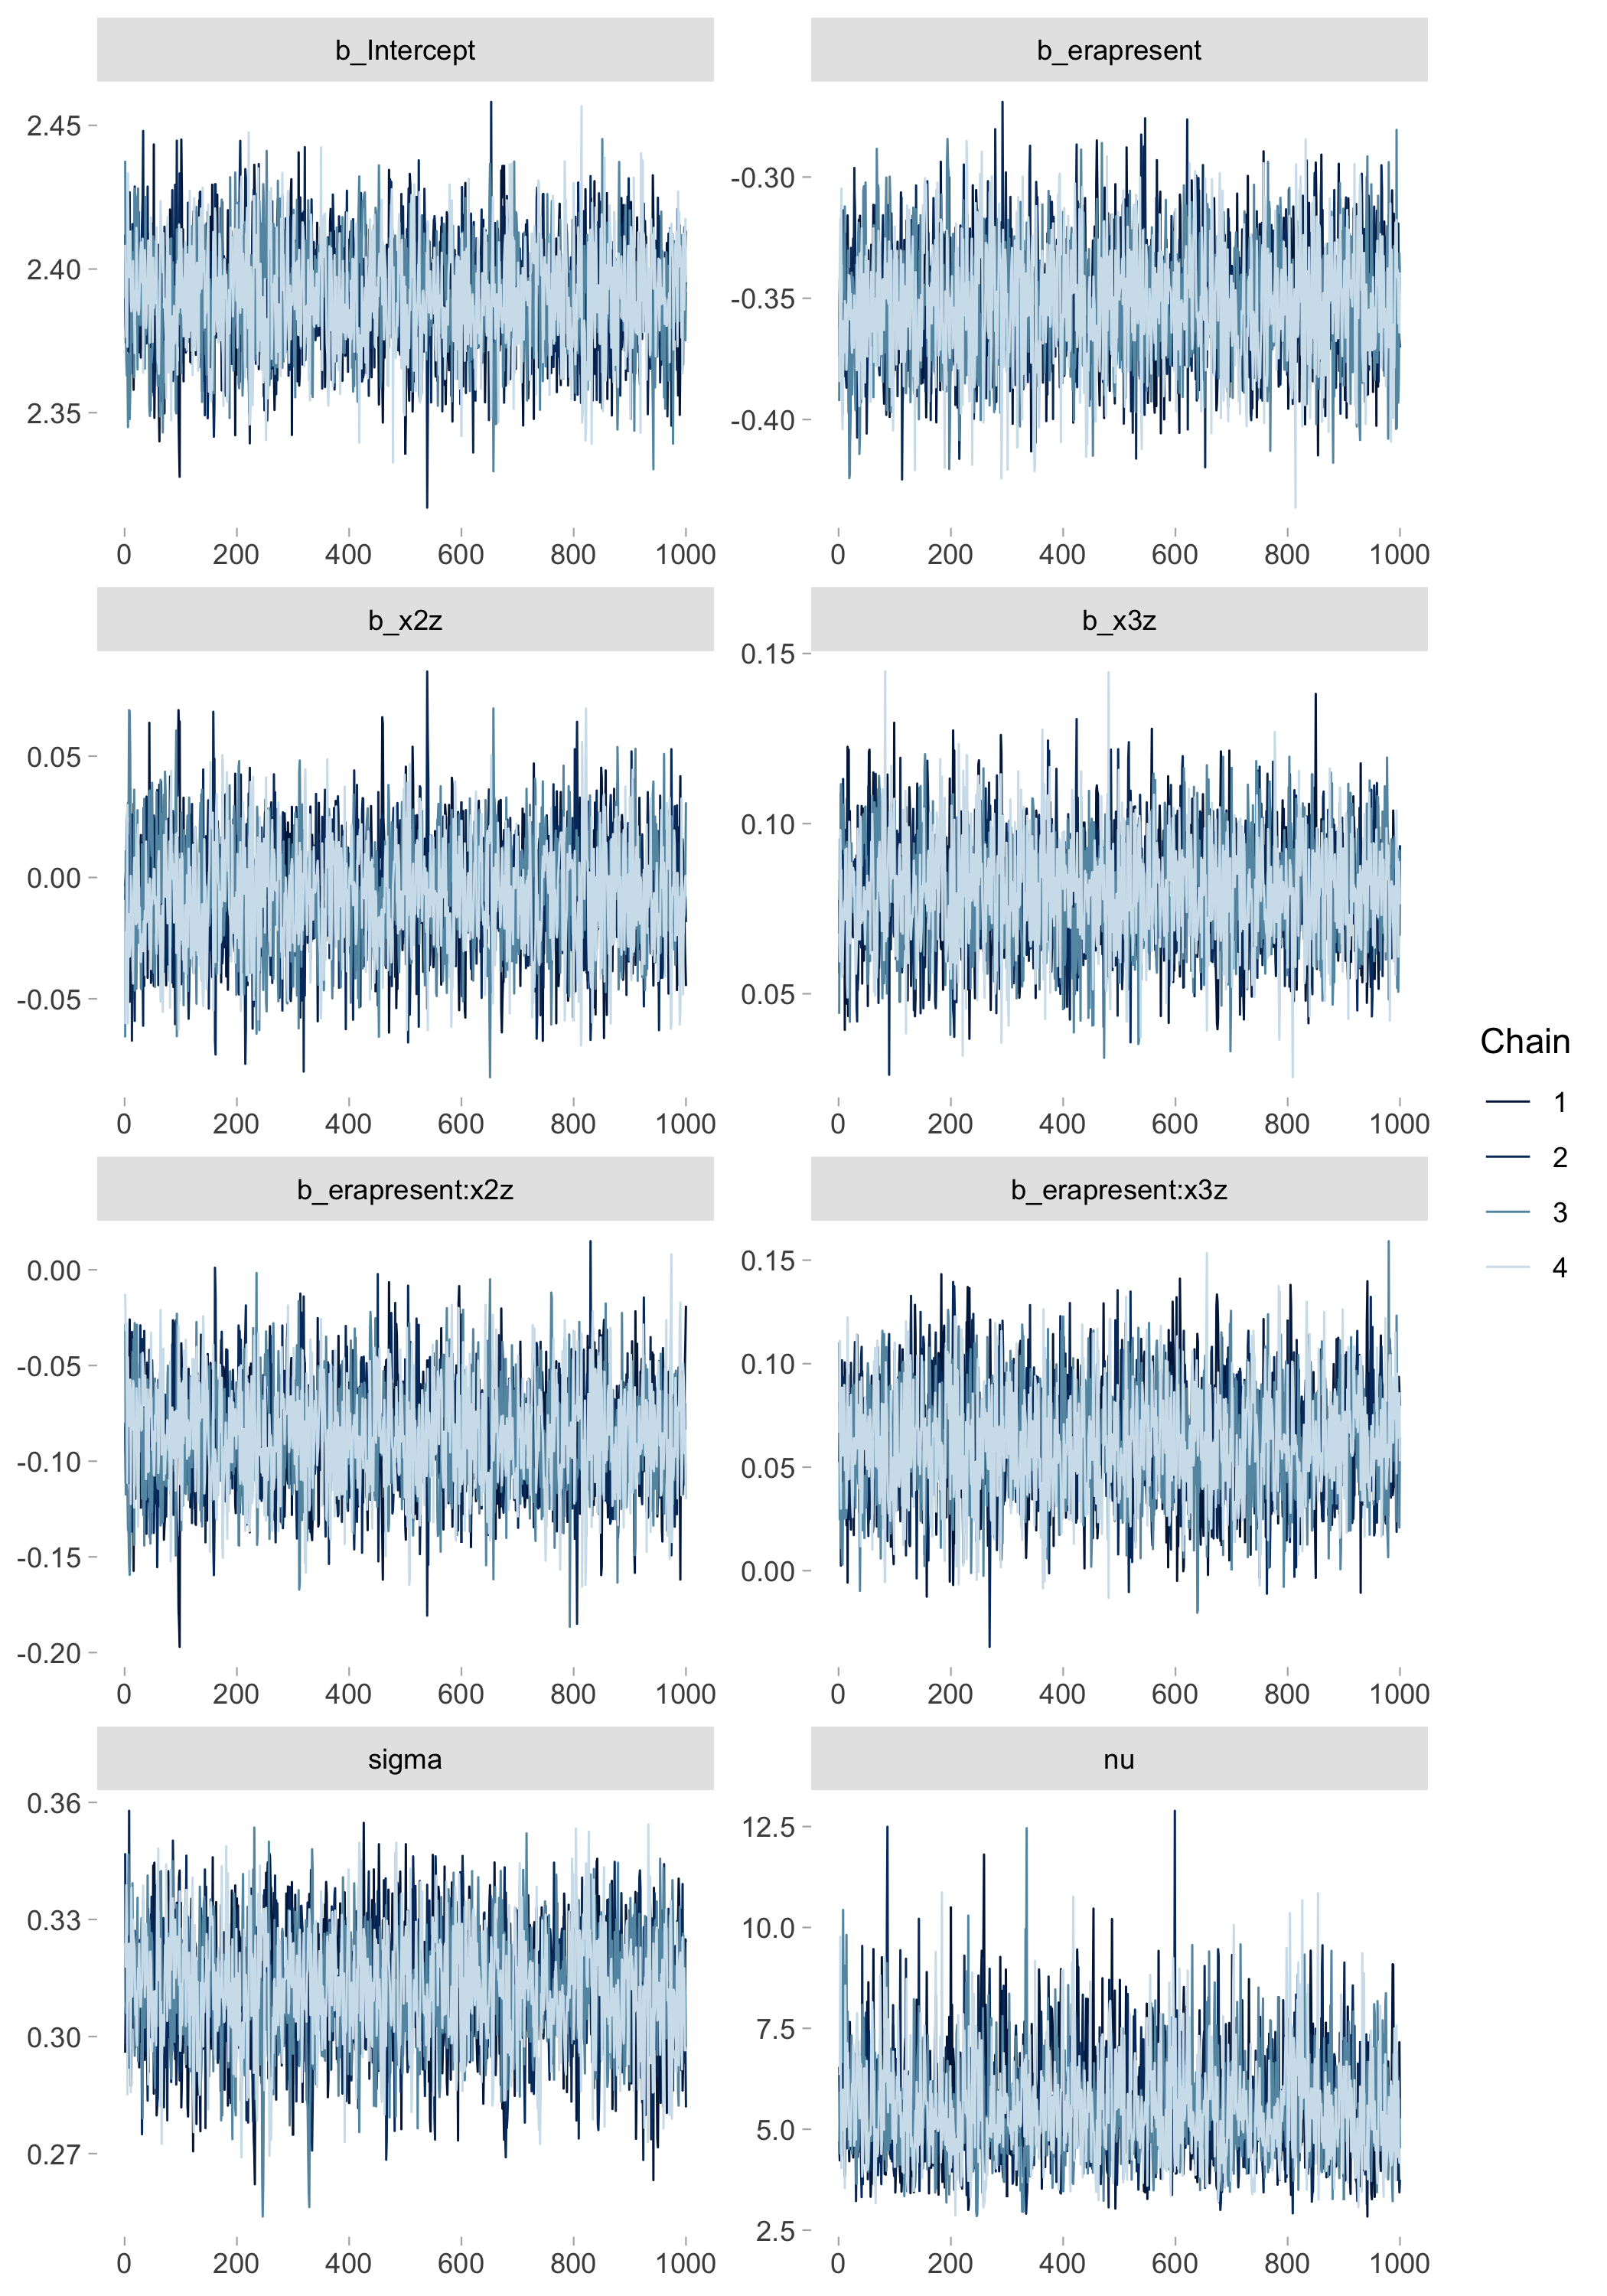 b_Intercept
2.45
2.40
2.35
0 200 400 600 800 1000
b_erapresent
-0.30
-0.35
-0.40
0 200 400 600 800 1000
b_x2z
0.05
0.00
-0.05
0 200 400 600 800 1000
b_x3z
0.15
0.10
0.05
0 200 400 600 800 1000
b_erapresent:x2z
0.00
-0.05
-0.10
-0.15
-0.20
0 200 400 600 800 1000
b_erapresent:x3z
0.15
0.10
0.05
0.00
0 200 400 600 800 1000
sigma
0.36
0.33
0.30
0.27
0 200 400 600 800 1000
nu
12.5
10.0
7.5
5.0
2.5
0 200 400 600 800 1000
Chain
1
2
3
4